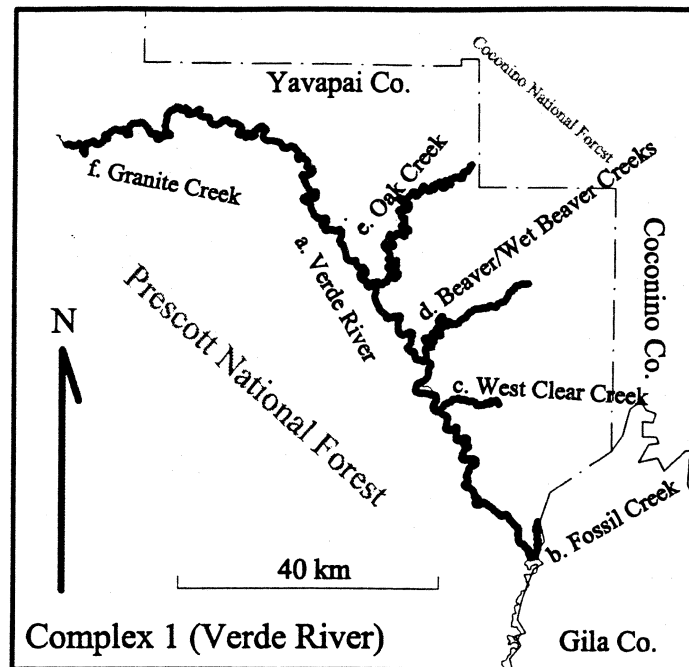 Yavapai Co.
Coconino National Forest
f. Granite Creek
e. Oak Creek
a. Verde River
d. Beaver/Wet Beaver Creeks
Coconino Co.
Prescott National Forest
N
c. West Clear Creek
b. Fossil Creek
40 km
Complex 1 (Verde River)
Gila Co.